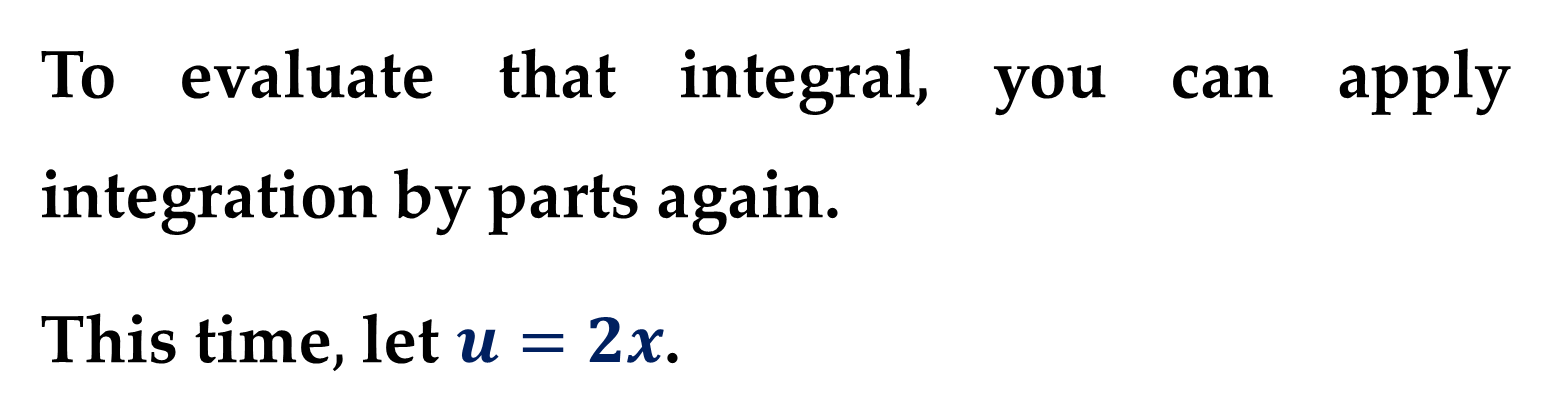 To evaluate that integral, you can apply
integration by parts again.
This time, let u = 2x.